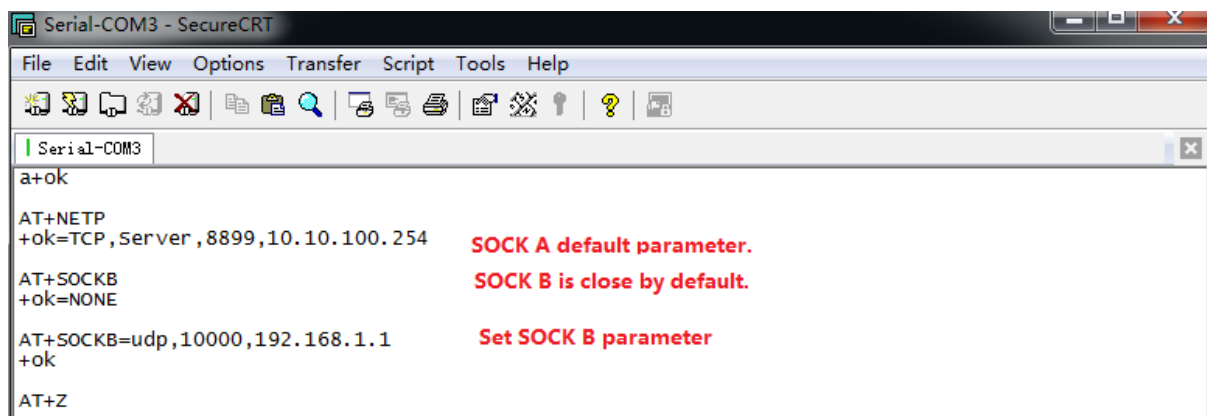 Serial-COM3 - SecureCRT
File Edit View Options Transfer Script Tools Help
Serial-COM3
a+ok
AT+NETP
+ok=TCP,Server,8899,10.10.100.254 SOCK A default parameter.
AT+SOCKB SOCK B is close by default.
+ok=NONE
AT+SOCKB=udp,10000,192.168.1.1 Set SOCK B parameter
+ok
AT+Z